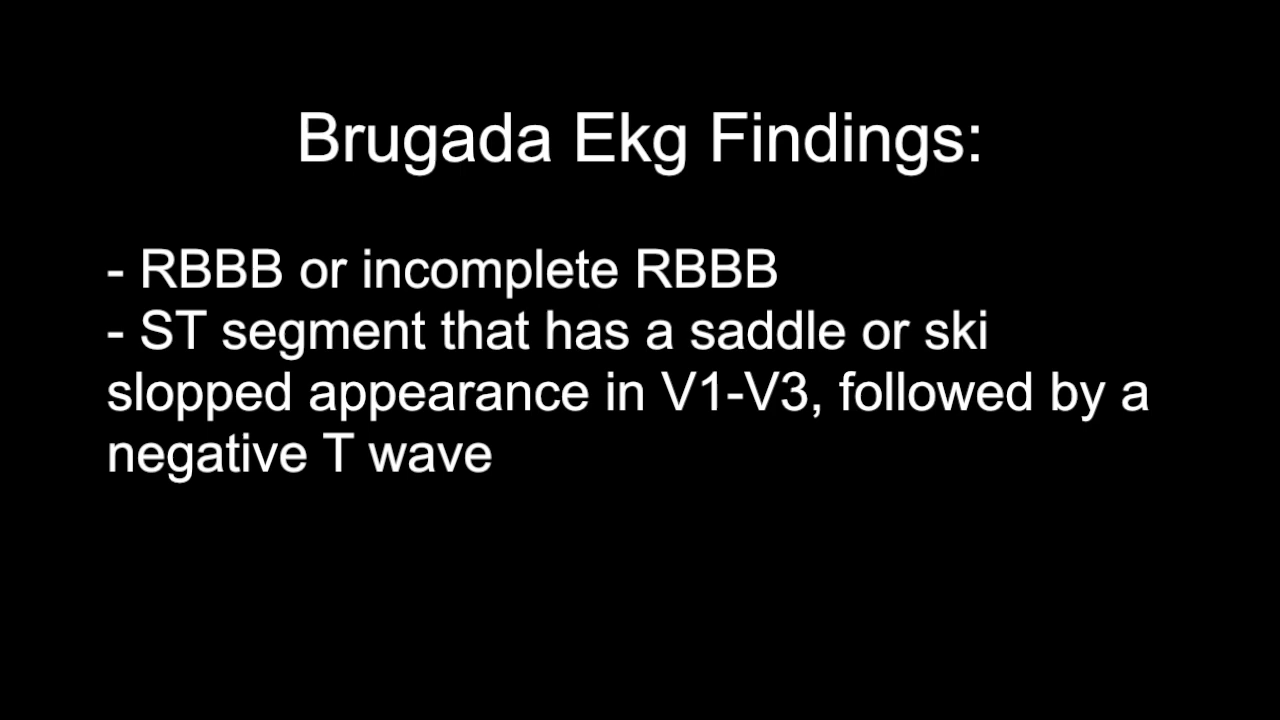 Brugada Ekg Findings:
- RBBB or incomplete RBBB
- ST segment that has a saddle or ski
slopped appearance in V1-V3, followed by a
negative T wave